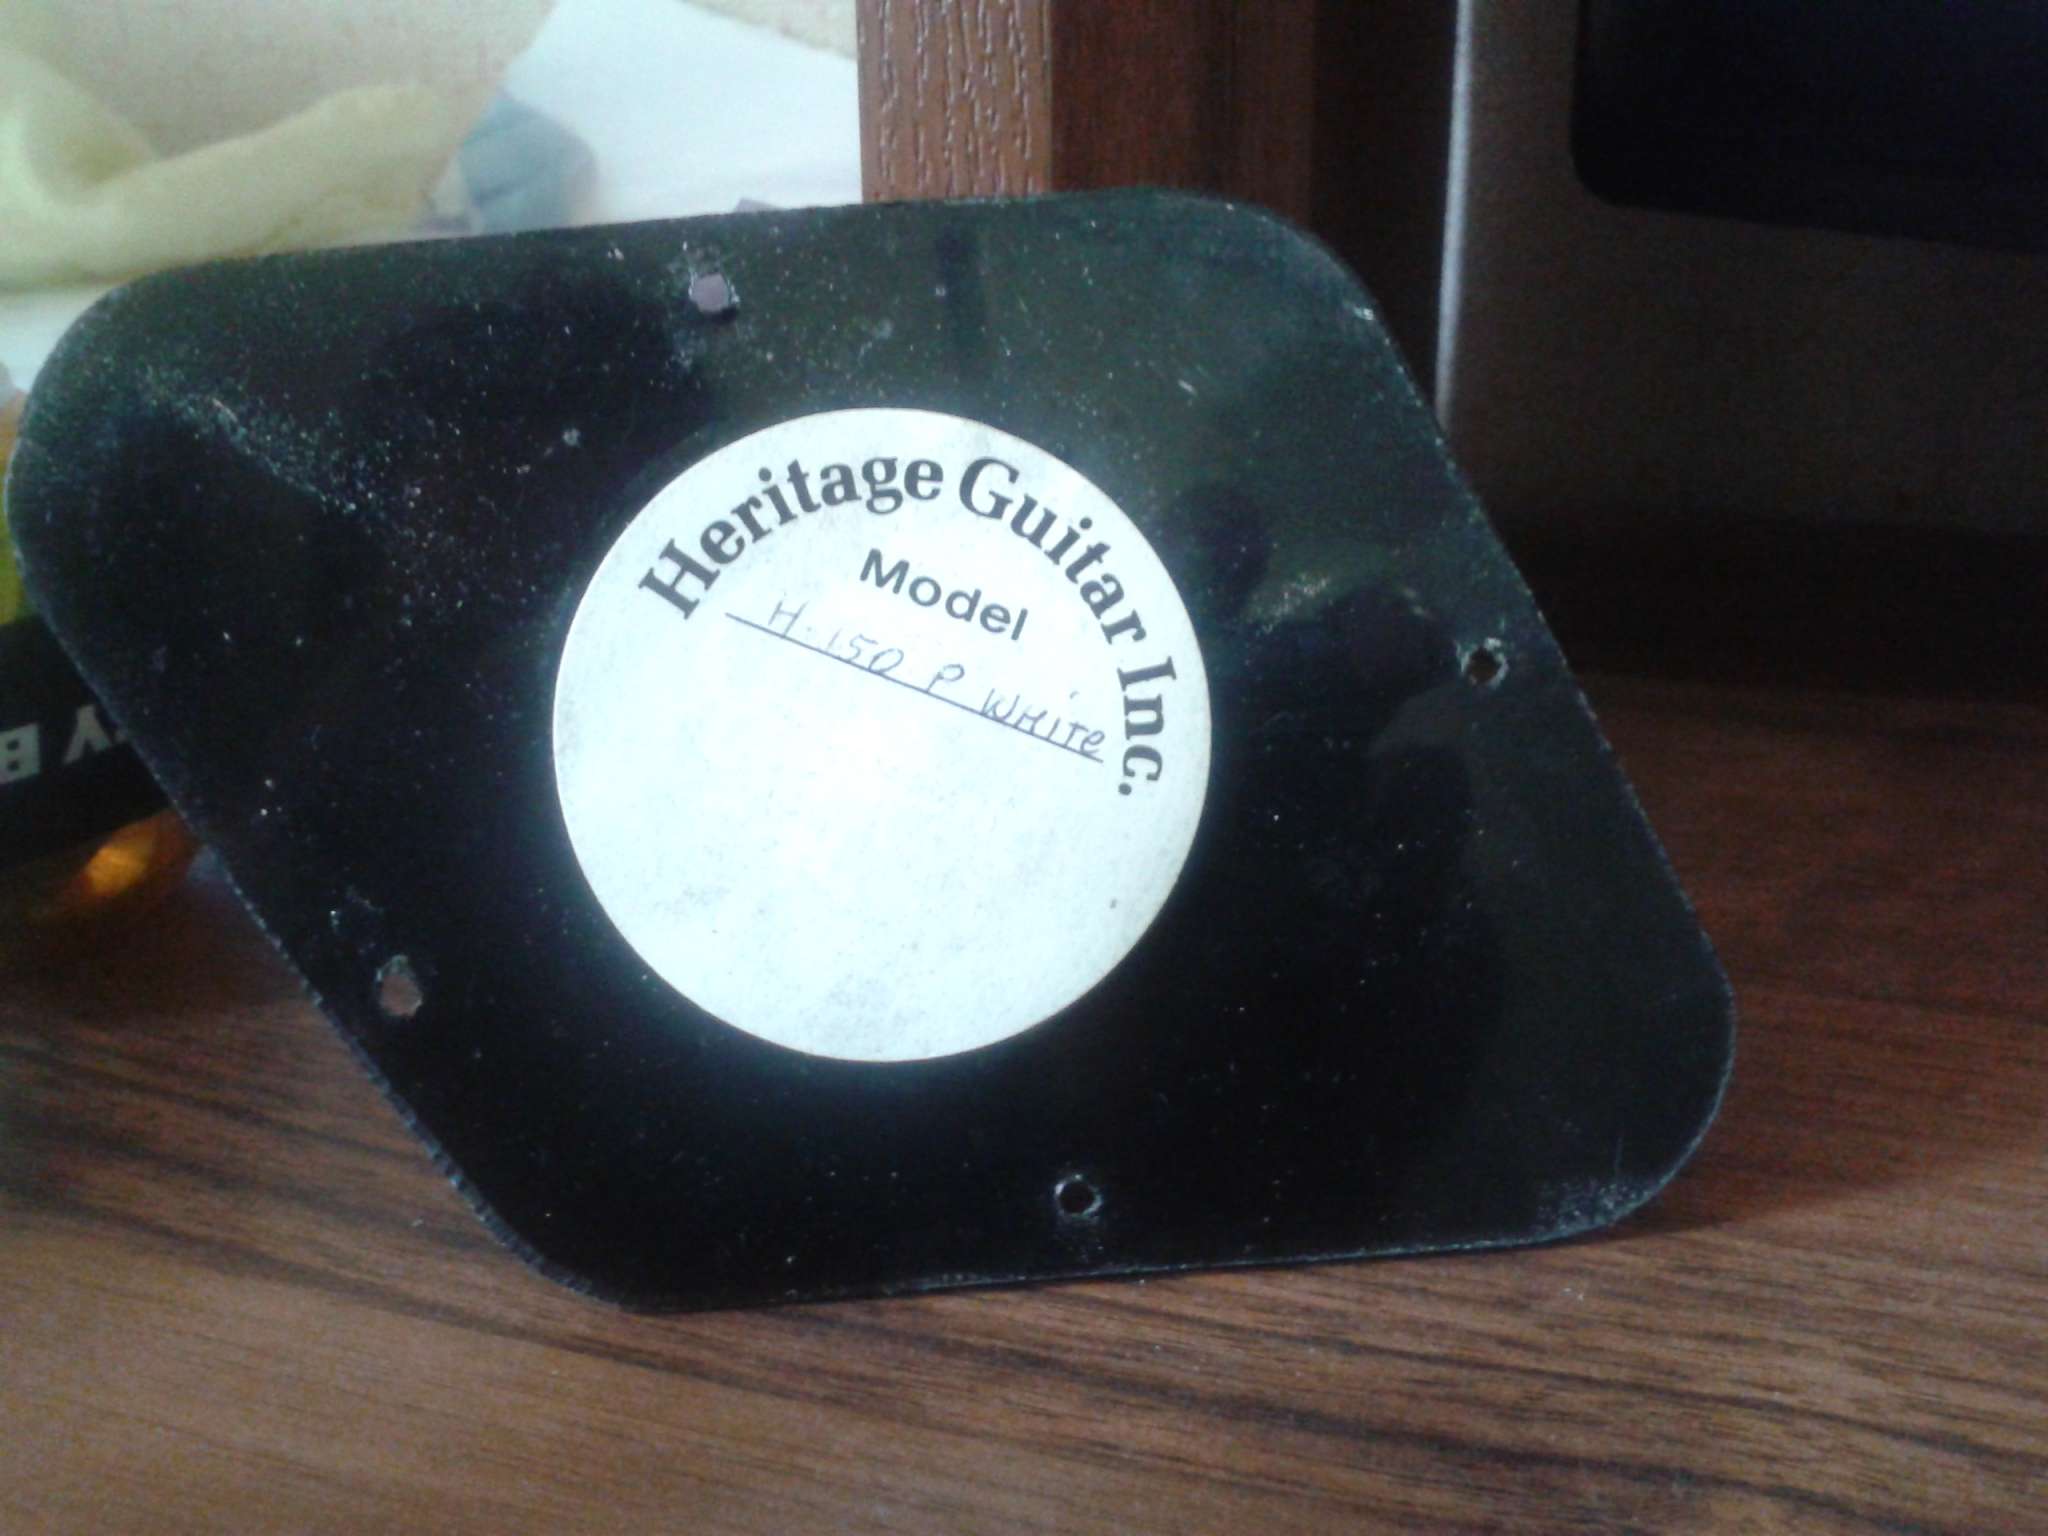 Heritage Guitar Inc.
Model
H-150 P WHITE